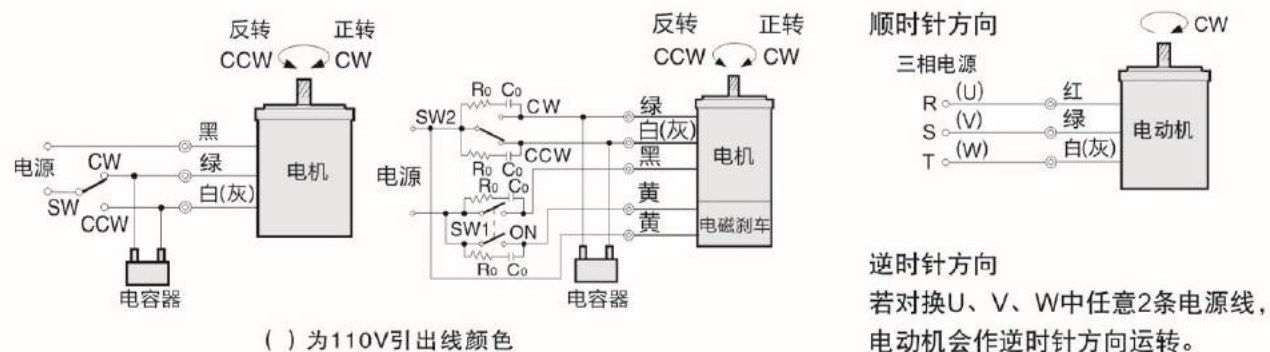 反转 正转
CCW CW
黑
电源
CW
绿
电机
SW
白(灰)
CCW
电容器
反转 正转
CCW CW
R₀ C₀
CW
绿
SW2
白(灰)
CCW
黑
电机
R₀ C₀
电源
R₀ C₀
黄
SW1 ON
黄
电磁刹车
R₀ C₀
电容器
( ) 为110V引出线颜色
顺时针方向
CW
三相电源
R (U) 红
S (V) 绿
电动机
T (W) 白(灰)
逆时针方向
若对换U、V、W中任意2条电源线，
电动机会作逆时针方向运转。